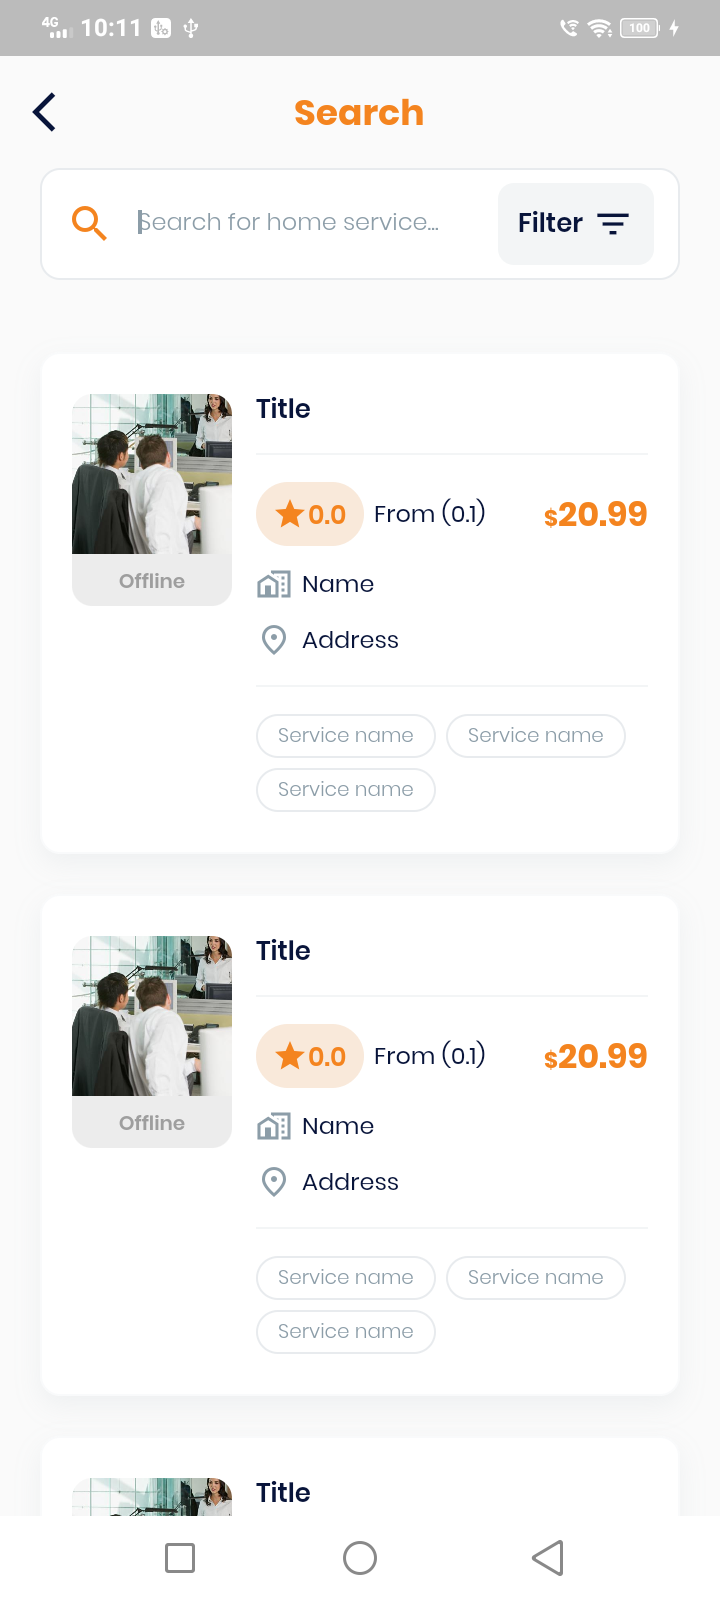 4G 10:11 100
Search
Search for home service...
Filter
Title
0.0 From (0.1) $20.99
Offline
Name
Address
Service name Service name
Service name
Title
0.0 From (0.1) $20.99
Offline
Name
Address
Service name Service name
Service name
Title